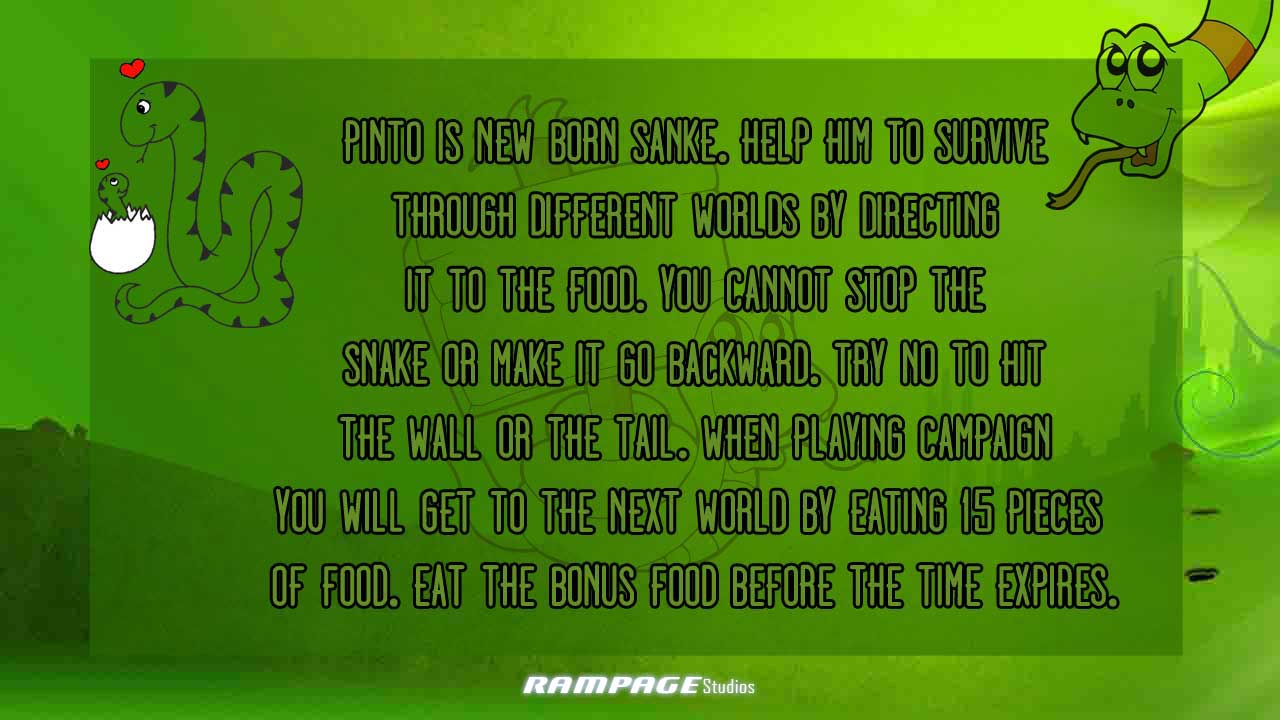 PINTO IS NEW BORN SANKE. HELP HIM TO SURVIVE
THROUGH DIFFERENT WORLDS BY DIRECTING
IT TO THE FOOD. YOU CANNOT STOP THE
SNAKE OR MAKE IT GO BACKWARD. TRY NO TO HIT
THE WALL OR THE TAIL. WHEN PLAYING CAMPAIGN
YOU WILL GET TO THE NEXT WORLD BY EATING 15 PIECES
OF FOOD. EAT THE BONUS FOOD BEFORE THE TIME EXPIRES.
RAMPAGE Studios